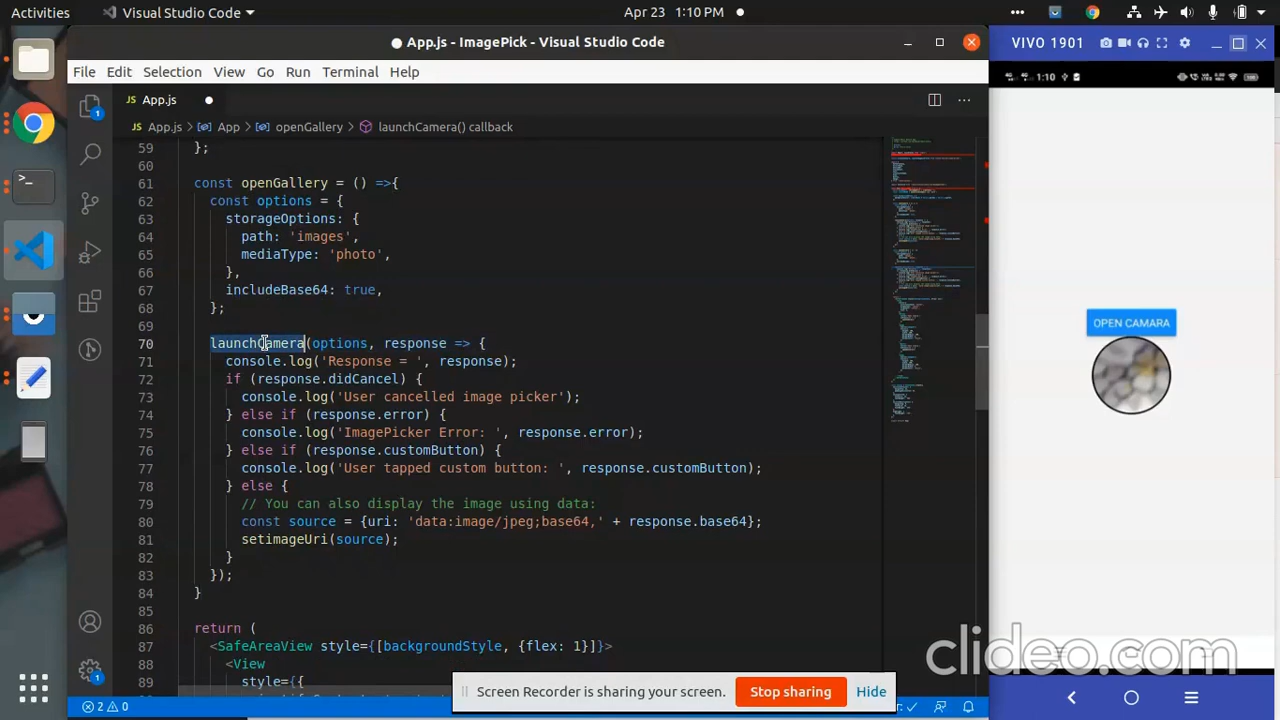 Activities
Visual Studio Code
Apr 23 1:10 PM
App.js - ImagePick - Visual Studio Code
File Edit Selection View Go Run Terminal Help
App.js
App.js > App > openGallery > launchCamera() callback
59 };
60
61 const openGallery = () =>{
62 const options = {
63 storageOptions: {
64 path: 'images',
65 mediaType: 'photo',
66 },
67 includeBase64: true,
68 };
69
70 launchCamera(options, response => {
71 console.log('Response = ', response);
72 if (response.didCancel) {
73 console.log('User cancelled image picker');
74 } else if (response.error) {
75 console.log('ImagePicker Error: ', response.error);
76 } else if (response.customButton) {
77 console.log('User tapped custom button: ', response.customButton);
78 } else {
79 // You can also display the image using data:
80 const source = {uri: 'data:image/jpeg;base64,' + response.base64};
81 setimageUri(source);
82 }
83 });
84 }
85
86 return (
87 <SafeAreaView style={[backgroundStyle, {flex: 1}]}>
88 <View
89 style={{
Screen Recorder is sharing your screen.
Stop sharing
Hide
2 0
VIVO 1901
1:10
OPEN CAMARA
clideo.com